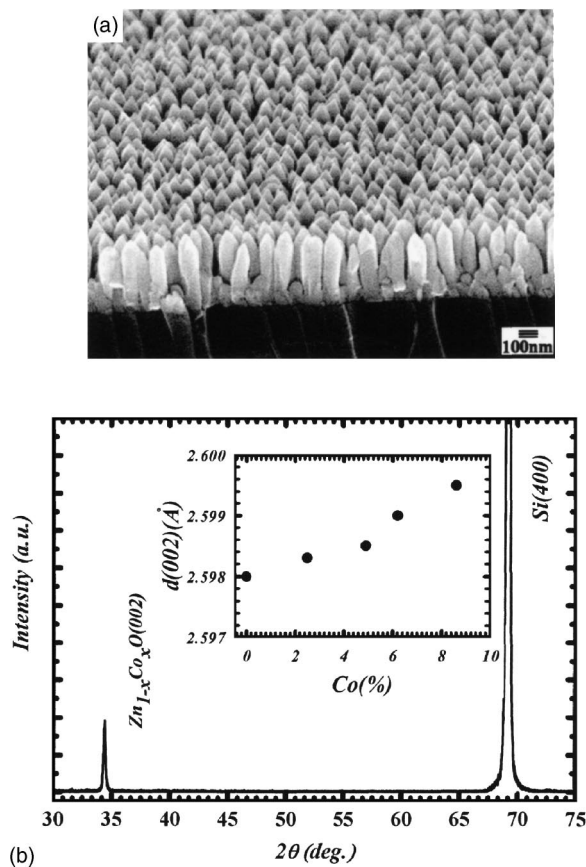 (a)
100nm
(b)
Intensity (a.u.)
Zn1-xCoxO(002)
Si(400)
2.600
2.599
2.598
2.597
d(002)(Å)
0 2 4 6 8 10
Co(%)
30 35 40 45 50 55 60 65 70 75
2θ (deg.)